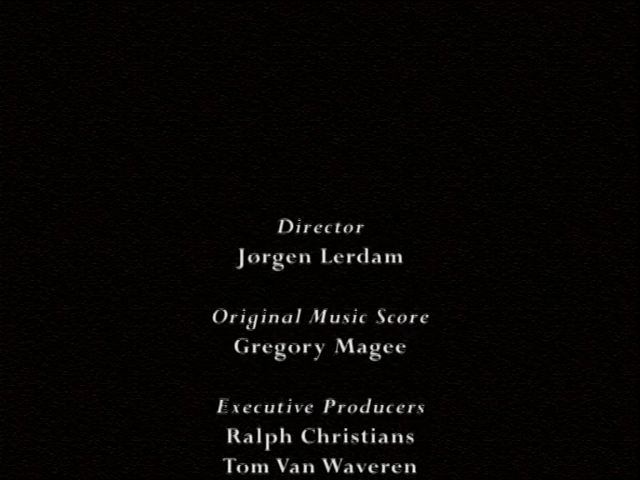 Director
Jørgen Lerdam
Original Music Score
Gregory Magee
Executive Producers
Ralph Christians
Tom Van Waveren